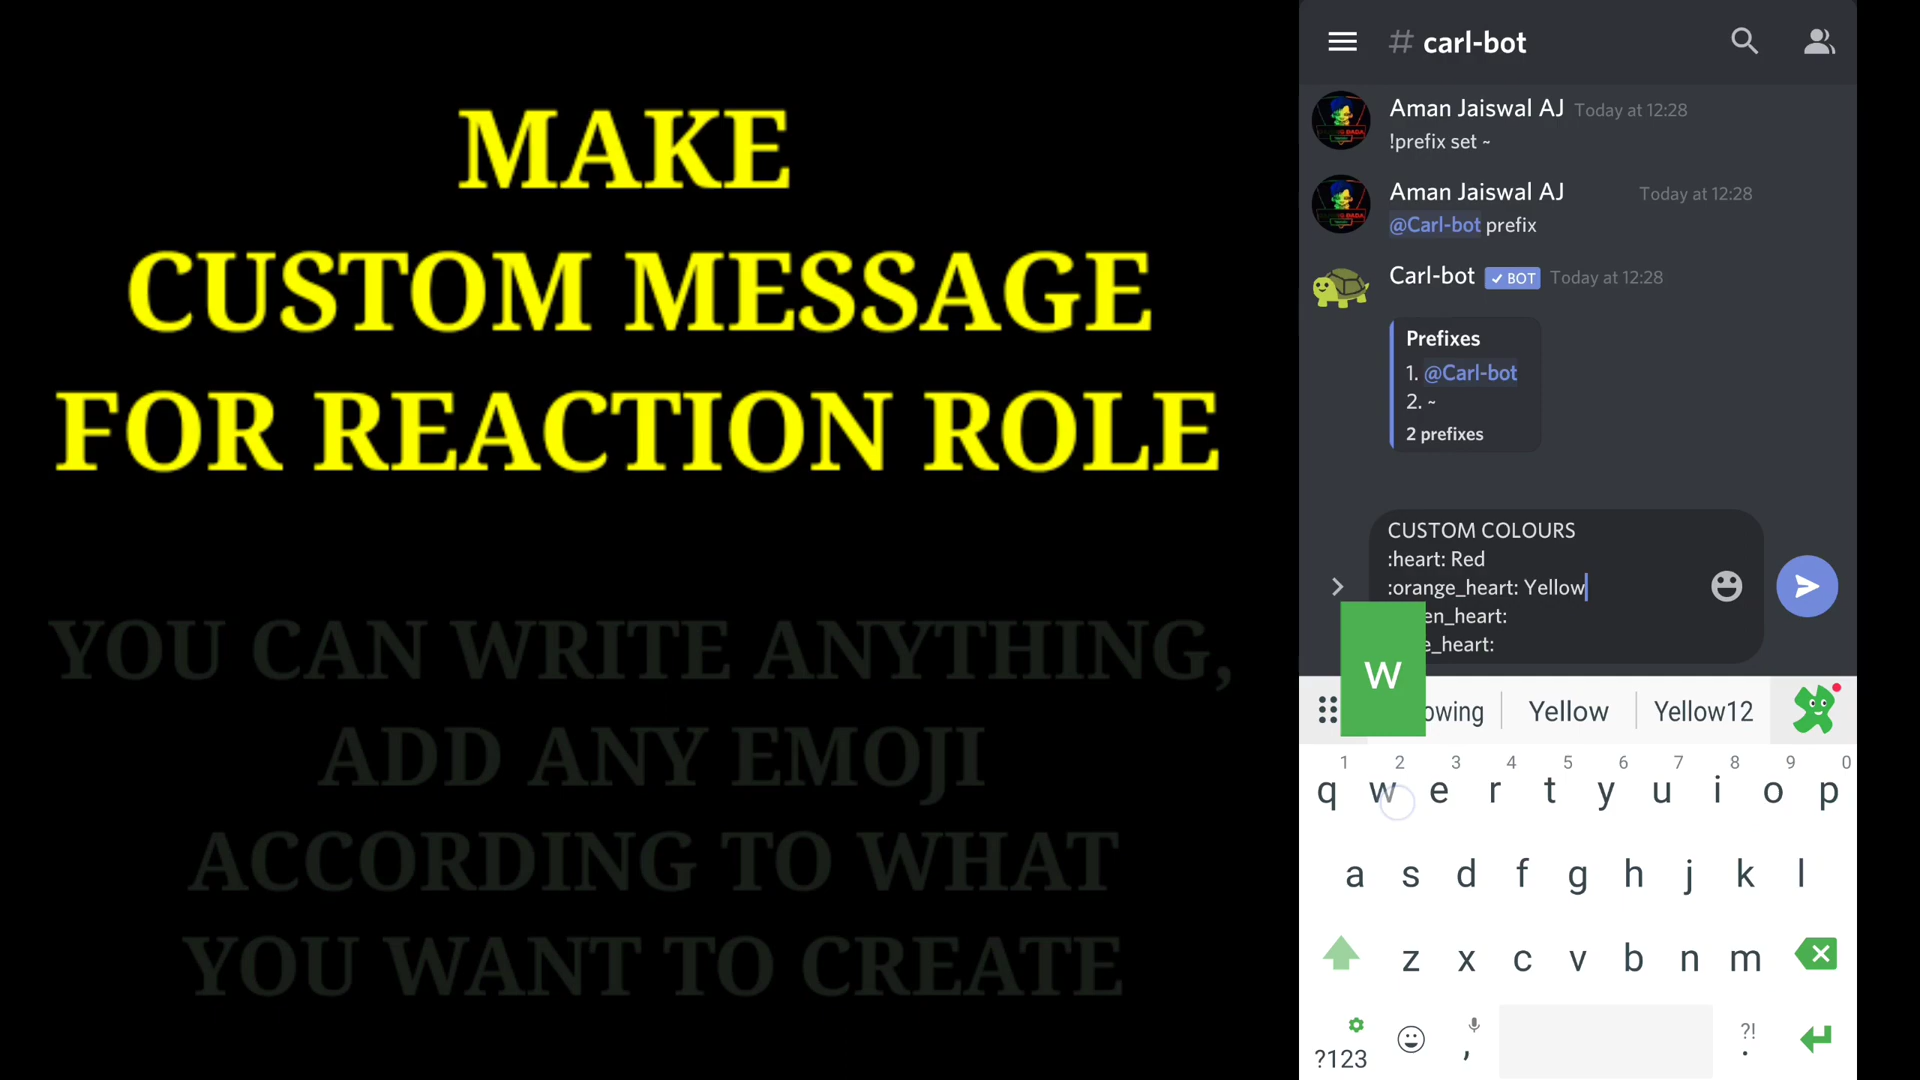 MAKE
CUSTOM MESSAGE
FOR REACTION ROLE
YOU CAN WRITE ANYTHING,
ADD ANY EMOJI
ACCORDING TO WHAT
YOU WANT TO CREATE
# carl-bot
Aman Jaiswal AJ Today at 12:28
!prefix set ~
Aman Jaiswal AJ Today at 12:28
@Carl-bot prefix
Carl-bot ✓ BOT Today at 12:28
Prefixes
1. @Carl-bot
2. ~
2 prefixes
CUSTOM COLOURS
:heart: Red
:orange_heart: Yellow
en_heart:
e_heart:
w
owing Yellow Yellow12
1 2 3 4 5 6 7 8 9 0
q w e r t y u i o p
a s d f g h j k l
z x c v b n m
?123 , ?! .